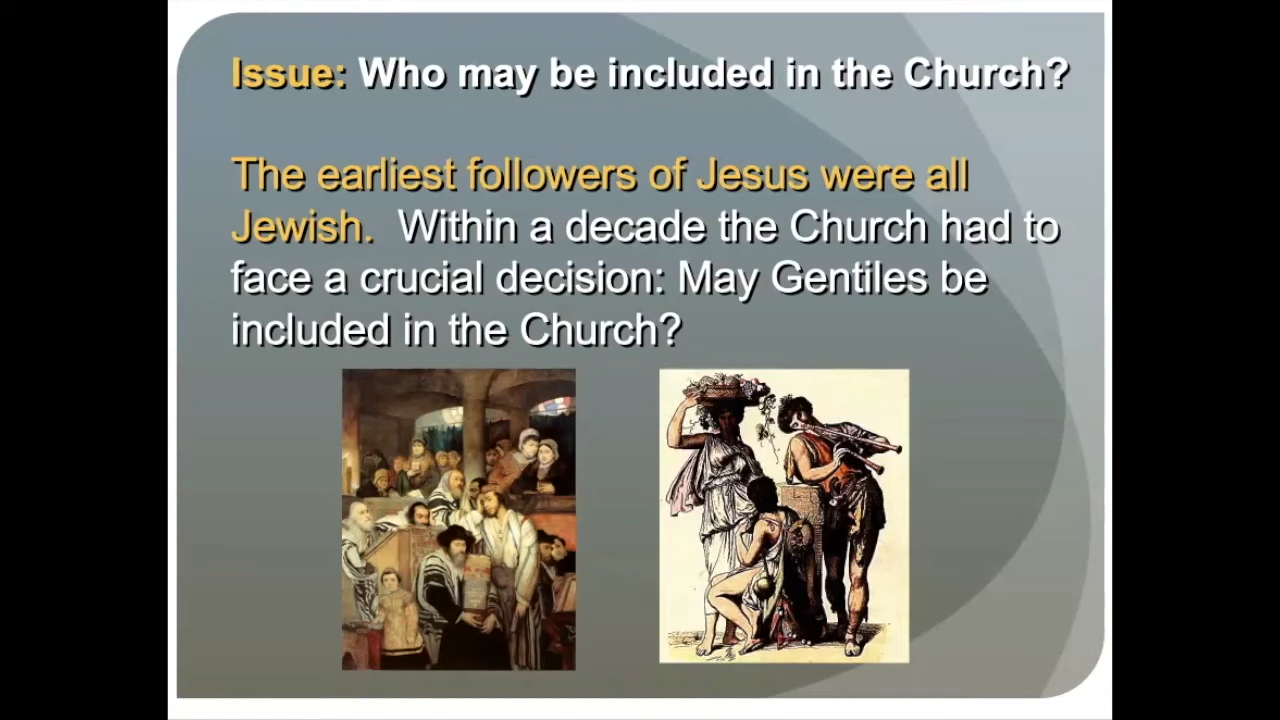 Issue: Who may be included in the Church?
The earliest followers of Jesus were all
Jewish.  Within a decade the Church had to
face a crucial decision: May Gentiles be
included in the Church?